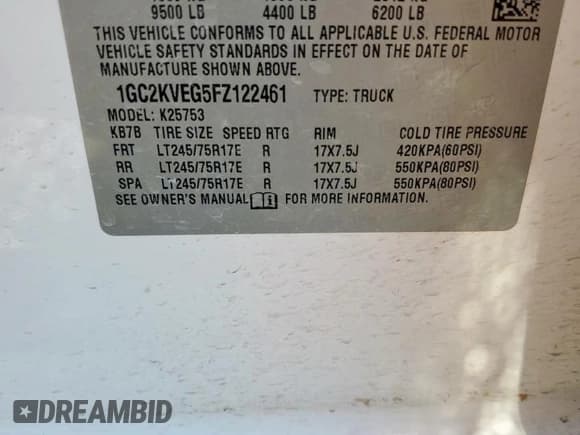 9500 LB 4400 LB 6200 LB
THIS VEHICLE CONFORMS TO ALL APPLICABLE U.S. FEDERAL MOTOR
VEHICLE SAFETY STANDARDS IN EFFECT ON THE DATE OF
MANUFACTURE SHOWN ABOVE.
1GC2KVEG5FZ122461 TYPE: TRUCK
MODEL: K25753
KB7B TIRE SIZE SPEED RTG RIM COLD TIRE PRESSURE
FRT LT245/75R17E R 17X7.5J 420KPA(60PSI)
RR LT245/75R17E R 17X7.5J 550KPA(80PSI)
SPA LT245/75R17E R 17X7.5J 550KPA(80PSI)
SEE OWNER'S MANUAL FOR MORE INFORMATION.
DREAMBID